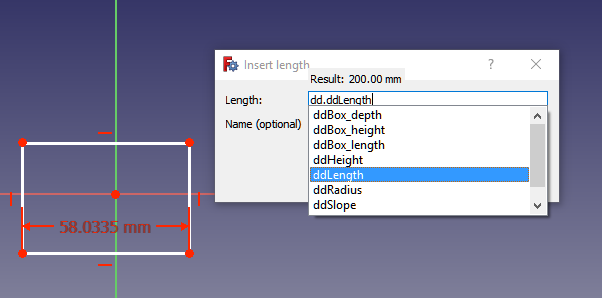 Insert length
?
Result: 200.00 mm
Length:
dd.ddLength
Name (optional)
ddBox_depth
ddBox_height
ddBox_length
ddHeight
ddLength
ddRadius
ddSlope
58.0335 mm